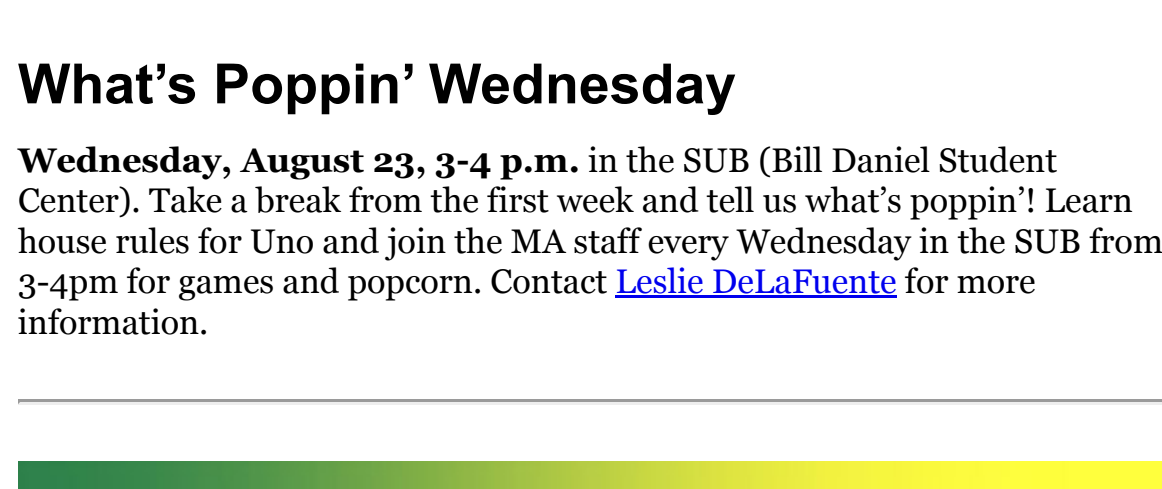 What’s Poppin’ Wednesday
Wednesday, August 23, 3-4 p.m. in the SUB (Bill Daniel Student
Center). Take a break from the first week and tell us what’s poppin’! Learn
house rules for Uno and join the MA staff every Wednesday in the SUB from
3-4pm for games and popcorn. Contact Leslie DeLaFuente for more
information.